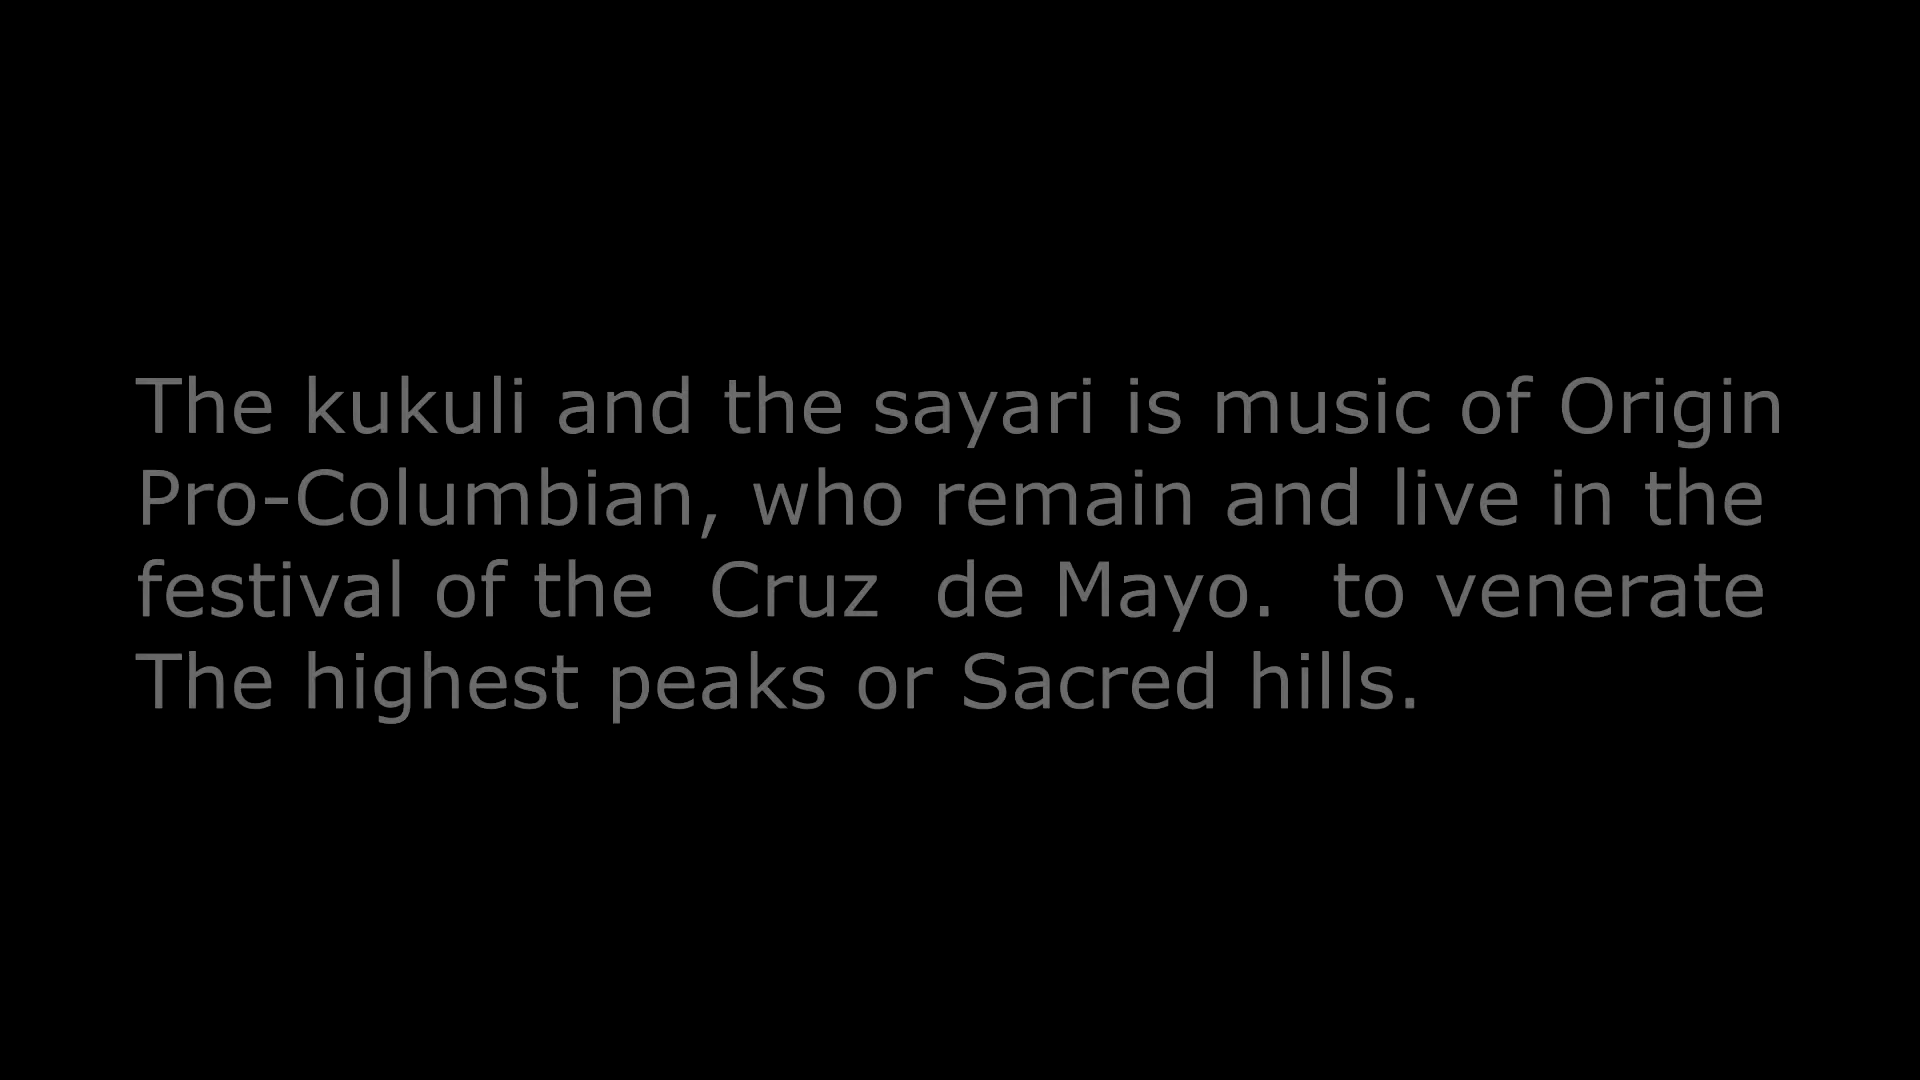 The kukuli and the sayari is music of Origin
Pro-Columbian, who remain and live in the
festival of the  Cruz  de Mayo.  to venerate
The highest peaks or Sacred hills.